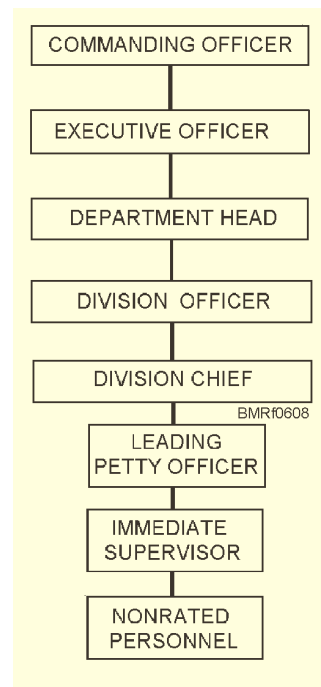 COMMANDING OFFICER
EXECUTIVE OFFICER
DEPARTMENT HEAD
DIVISION OFFICER
DIVISION CHIEF
BMRf0608
LEADING
PETTY OFFICER
IMMEDIATE
SUPERVISOR
NONRATED
PERSONNEL